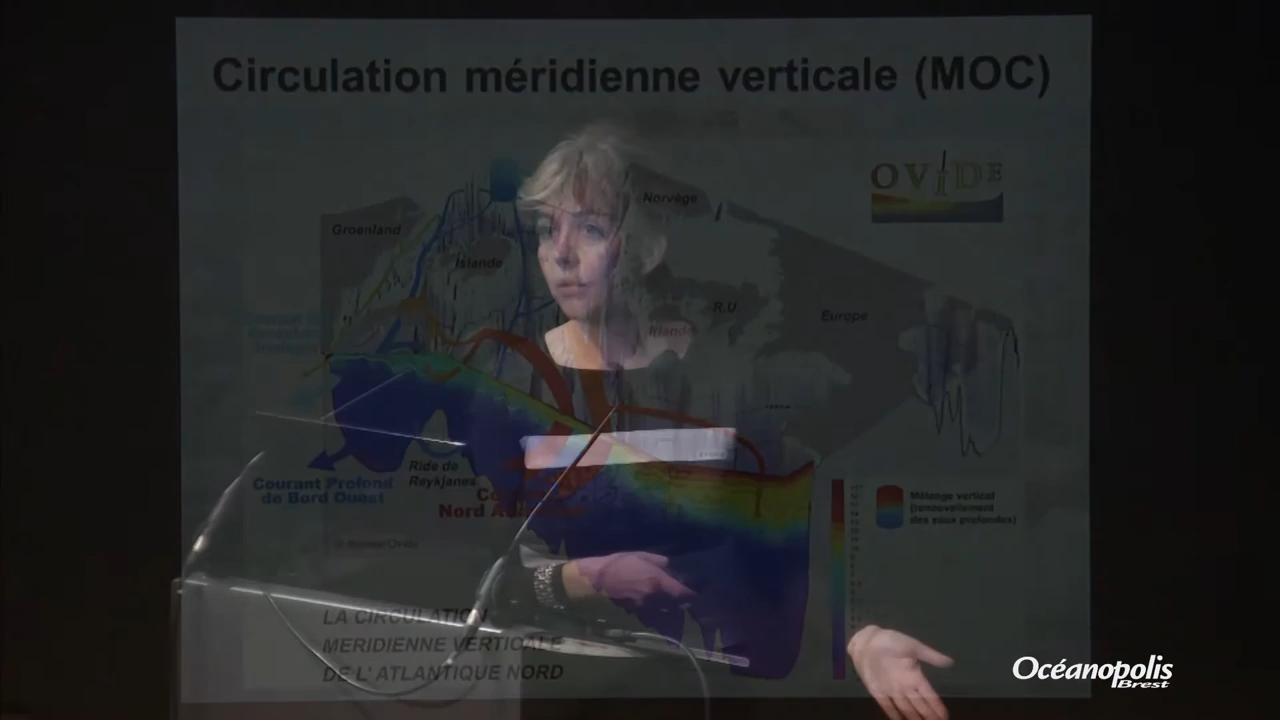 Circulation méridienne verticale (MOC)
OVIDE
Norvège
Groenland
Islande
R.U.
Irlande
Europe
Ride de
Reykjanes
Courant Profond
de Bord Ouest
Nord
Mélange vertical
(renouvellement
des eaux profondes)
LA CIRCULATION
MERIDIENNE VERTICALE
DE L'ATLANTIQUE NORD
Océanopolis
Brest